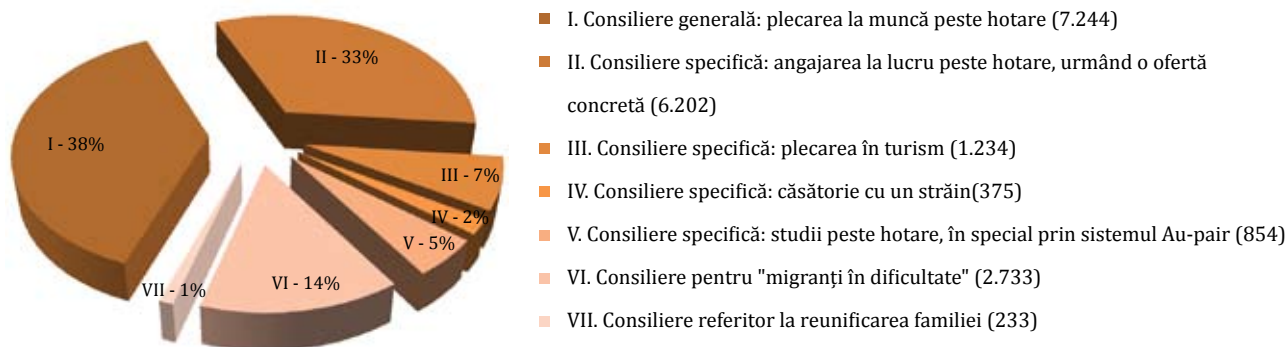 I. Consiliere generală: plecarea la muncă peste hotare (7.244)
II. Consiliere specifică: angajarea la lucru peste hotare, urmând o ofertă
concretă (6.202)
III. Consiliere specifică: plecarea în turism (1.234)
IV. Consiliere specifică: căsătorie cu un străin(375)
V. Consiliere specifică: studii peste hotare, în special prin sistemul Au-pair (854)
VI. Consiliere pentru "migranți în dificultate" (2.733)
VII. Consiliere referitor la reunificarea familiei (233)
II - 33%
I - 38%
III - 7%
IV - 2%
V - 5%
VI - 14%
VII - 1%